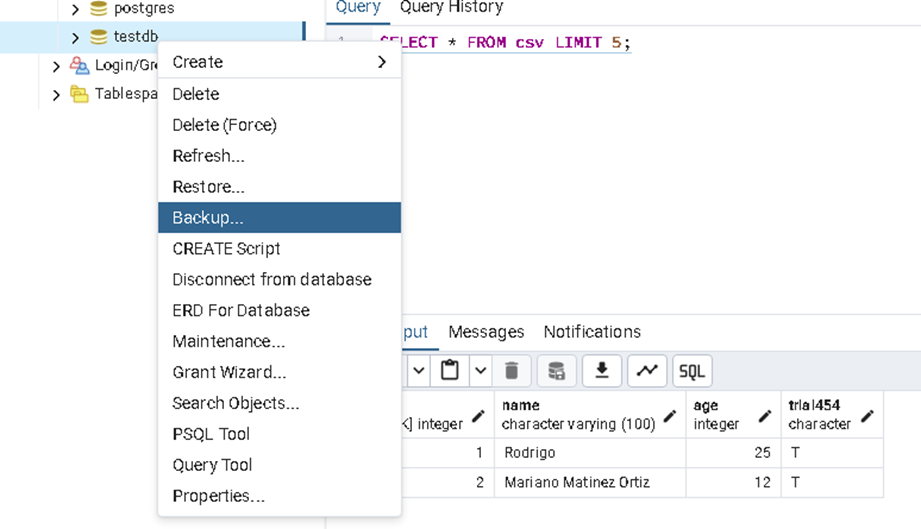 postgres
testdb
Login/Gr
Tablespa
Create
Delete
Delete (Force)
Refresh...
Restore...
Backup...
CREATE Script
Disconnect from database
ERD For Database
Maintenance...
Grant Wizard...
Search Objects...
PSQL Tool
Query Tool
Properties...
Query Query History
1 SELECT * FROM csv LIMIT 5;
put Messages Notifications
SQL
K] integer
name
character varying (100)
age
integer
trial454
character
1 Rodrigo 25 T
2 Mariano Matinez Ortiz 12 T